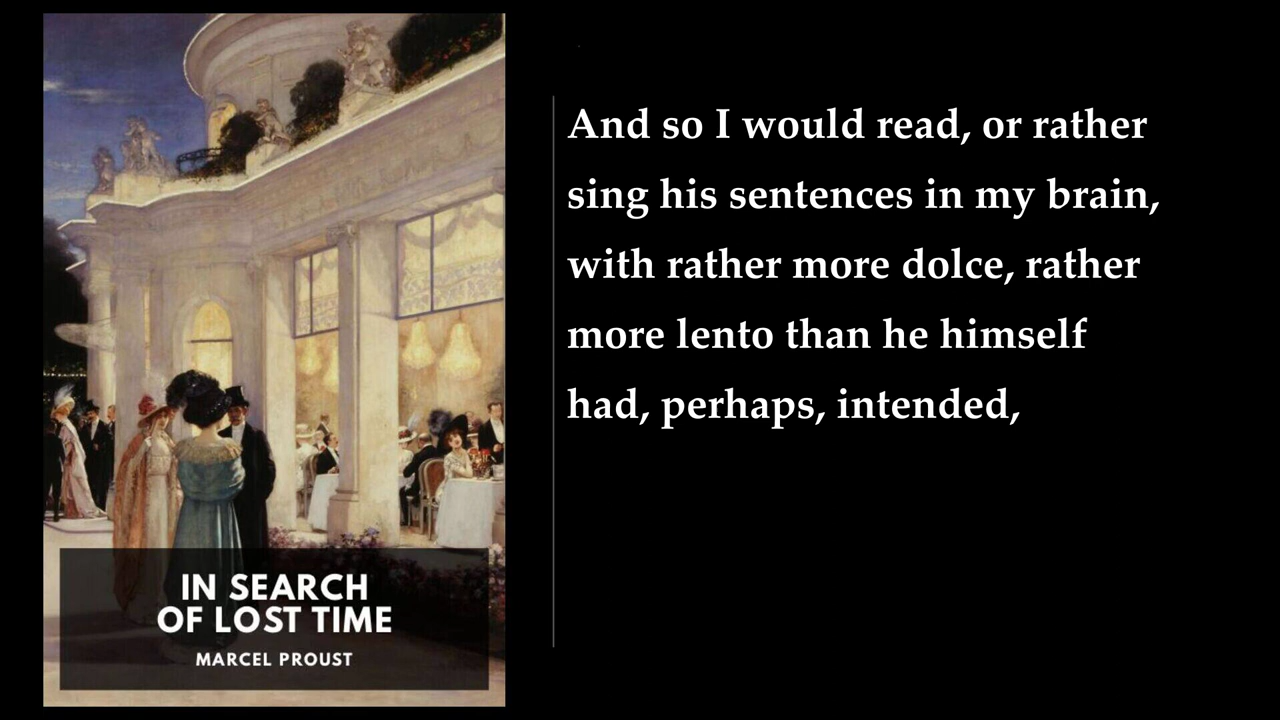 And so I would read, or rather
sing his sentences in my brain,
with rather more dolce, rather
more lento than he himself
had, perhaps, intended,
IN SEARCH
OF LOST TIME
MARCEL PROUST